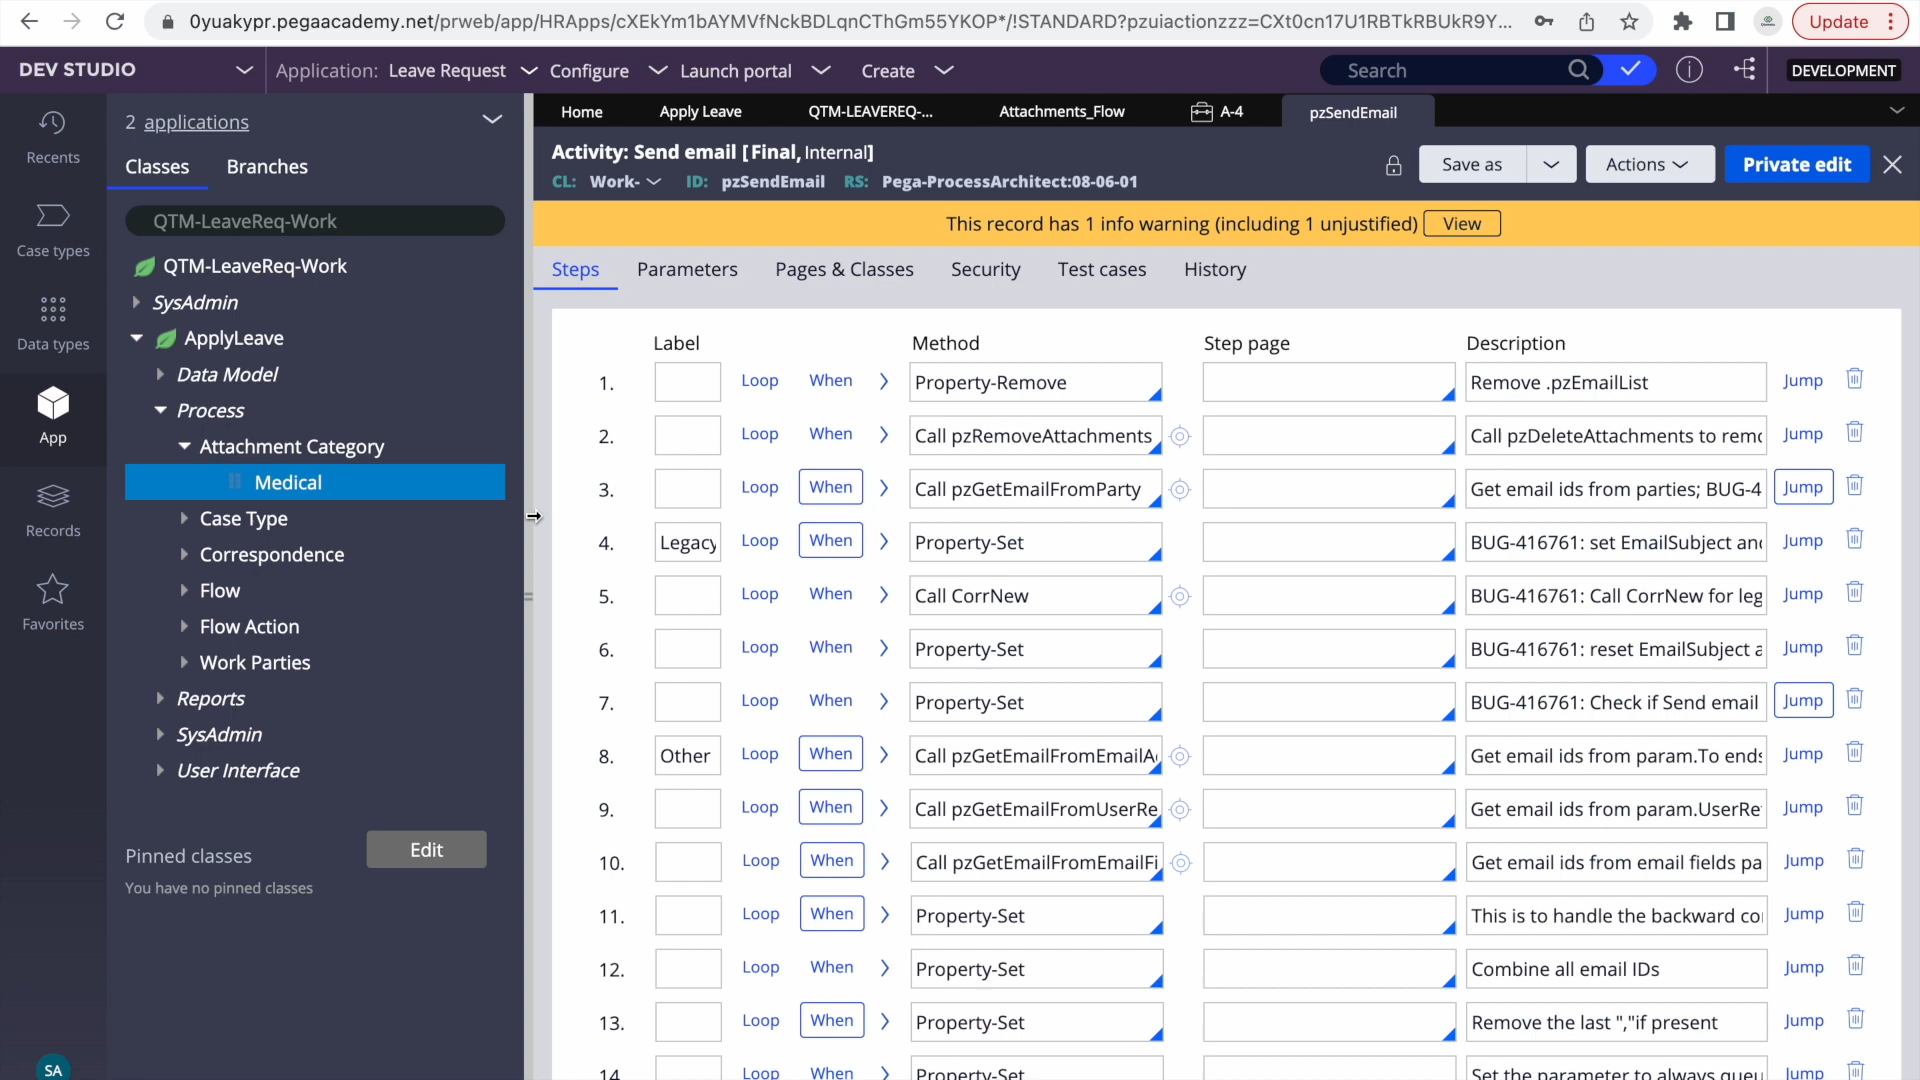 0yuakypr.pegaacademy.net/prweb/app/HRApps/cXEkYm1bAYMVfNckBDLqnCThGm55YKOP*/!STANDARD?pzuiactionzzz=CXt0cn17U1RBTkRBUkR9Y...
Update
DEV STUDIO
Application: Leave Request
Configure
Launch portal
Create
Search
DEVELOPMENT
Recents
Case types
Data types
App
Records
Favorites
SA
2 applications
Classes
Branches
QTM-LeaveReq-Work
QTM-LeaveReq-Work
SysAdmin
ApplyLeave
Data Model
Process
Attachment Category
Medical
Case Type
Correspondence
Flow
Flow Action
Work Parties
Reports
SysAdmin
User Interface
Pinned classes
Edit
You have no pinned classes
Home
Apply Leave
QTM-LEAVEREQ-...
Attachments_Flow
A-4
pzSendEmail
Activity: Send email [Final, Internal]
CL: Work- ID: pzSendEmail RS: Pega-ProcessArchitect:08-06-01
Save as
Actions
Private edit
This record has 1 info warning (including 1 unjustified) View
Steps Parameters Pages & Classes Security Test cases History
Label Method Step page Description
1. Loop When Property-Remove Remove .pzEmailList Jump
2. Loop When Call pzRemoveAttachments Call pzDeleteAttachments to remo Jump
3. Loop When Call pzGetEmailFromParty Get email ids from parties; BUG-4 Jump
4. Legacy Loop When Property-Set BUG-416761: set EmailSubject and Jump
5. Loop When Call CorrNew BUG-416761: Call CorrNew for leg Jump
6. Loop When Property-Set BUG-416761: reset EmailSubject a Jump
7. Loop When Property-Set BUG-416761: Check if Send email Jump
8. Other Loop When Call pzGetEmailFromEmailA Get email ids from param.To ends Jump
9. Loop When Call pzGetEmailFromUserRe Get email ids from param.UserRe Jump
10. Loop When Call pzGetEmailFromEmailFi Get email ids from email fields pa Jump
11. Loop When Property-Set This is to handle the backward co Jump
12. Loop When Property-Set Combine all email IDs Jump
13. Loop When Property-Set Remove the last ","if present Jump
14. Loop When Property-Set Set the parameter to always queu Jump